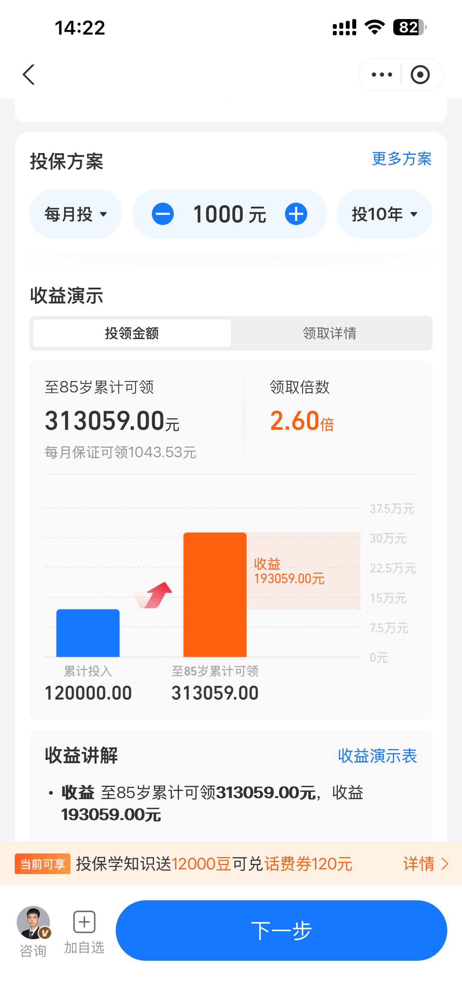 14:22
82
投保方案
更多方案
每月投
1000 元
投10年
收益演示
投领金额
领取详情
至85岁累计可领
领取倍数
313059.00元
2.60倍
每月保证可领1043.53元
37.5万元
30万元
收益
22.5万元
193059.00元
15万元
7.5万元
0元
累计投入
至85岁累计可领
120000.00
313059.00
收益讲解
收益演示表
• 收益 至85岁累计可领313059.00元，收益
193059.00元
当前可享 投保学知识送12000豆可兑话费券120元
详情
V
咨询
加自选
下一步